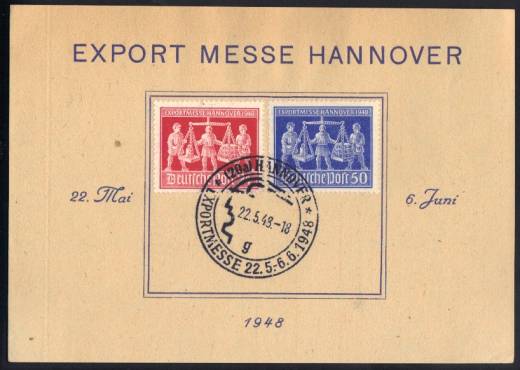 EXPORT MESSE HANNOVER
EXPORTMESSE HANNOVER 1948
Deutsche Post
EXPORTMESSE HANNOVER 1948
Deutsche Post 50
22. Mai
6. Juni
(20a) HANNOVER
22.5.48.-18
g
EXPORTMESSE 22.5.-6.6.1948
1948